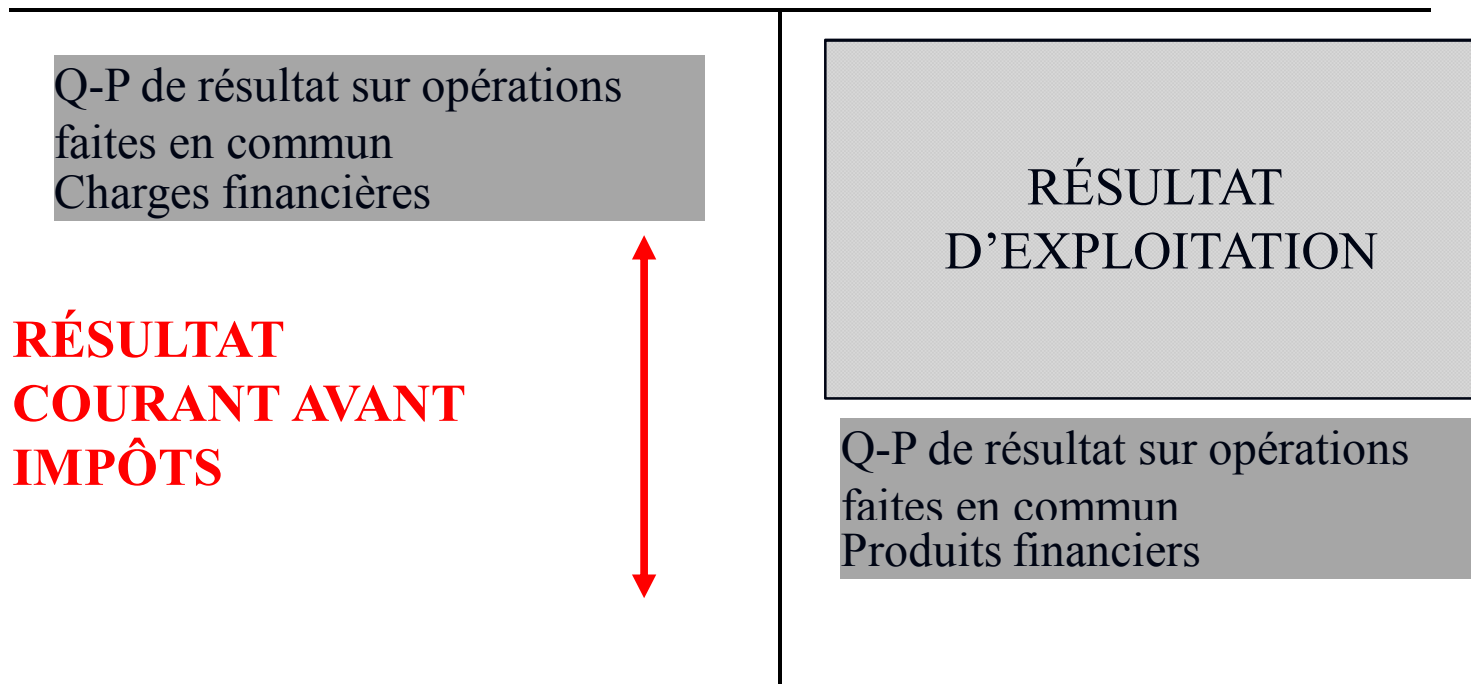 Q-P de résultat sur opérations
faites en commun
Charges financières
RÉSULTAT
COURANT AVANT
IMPÔTS
RÉSULTAT
D’EXPLOITATION
Q-P de résultat sur opérations
faites en commun
Produits financiers